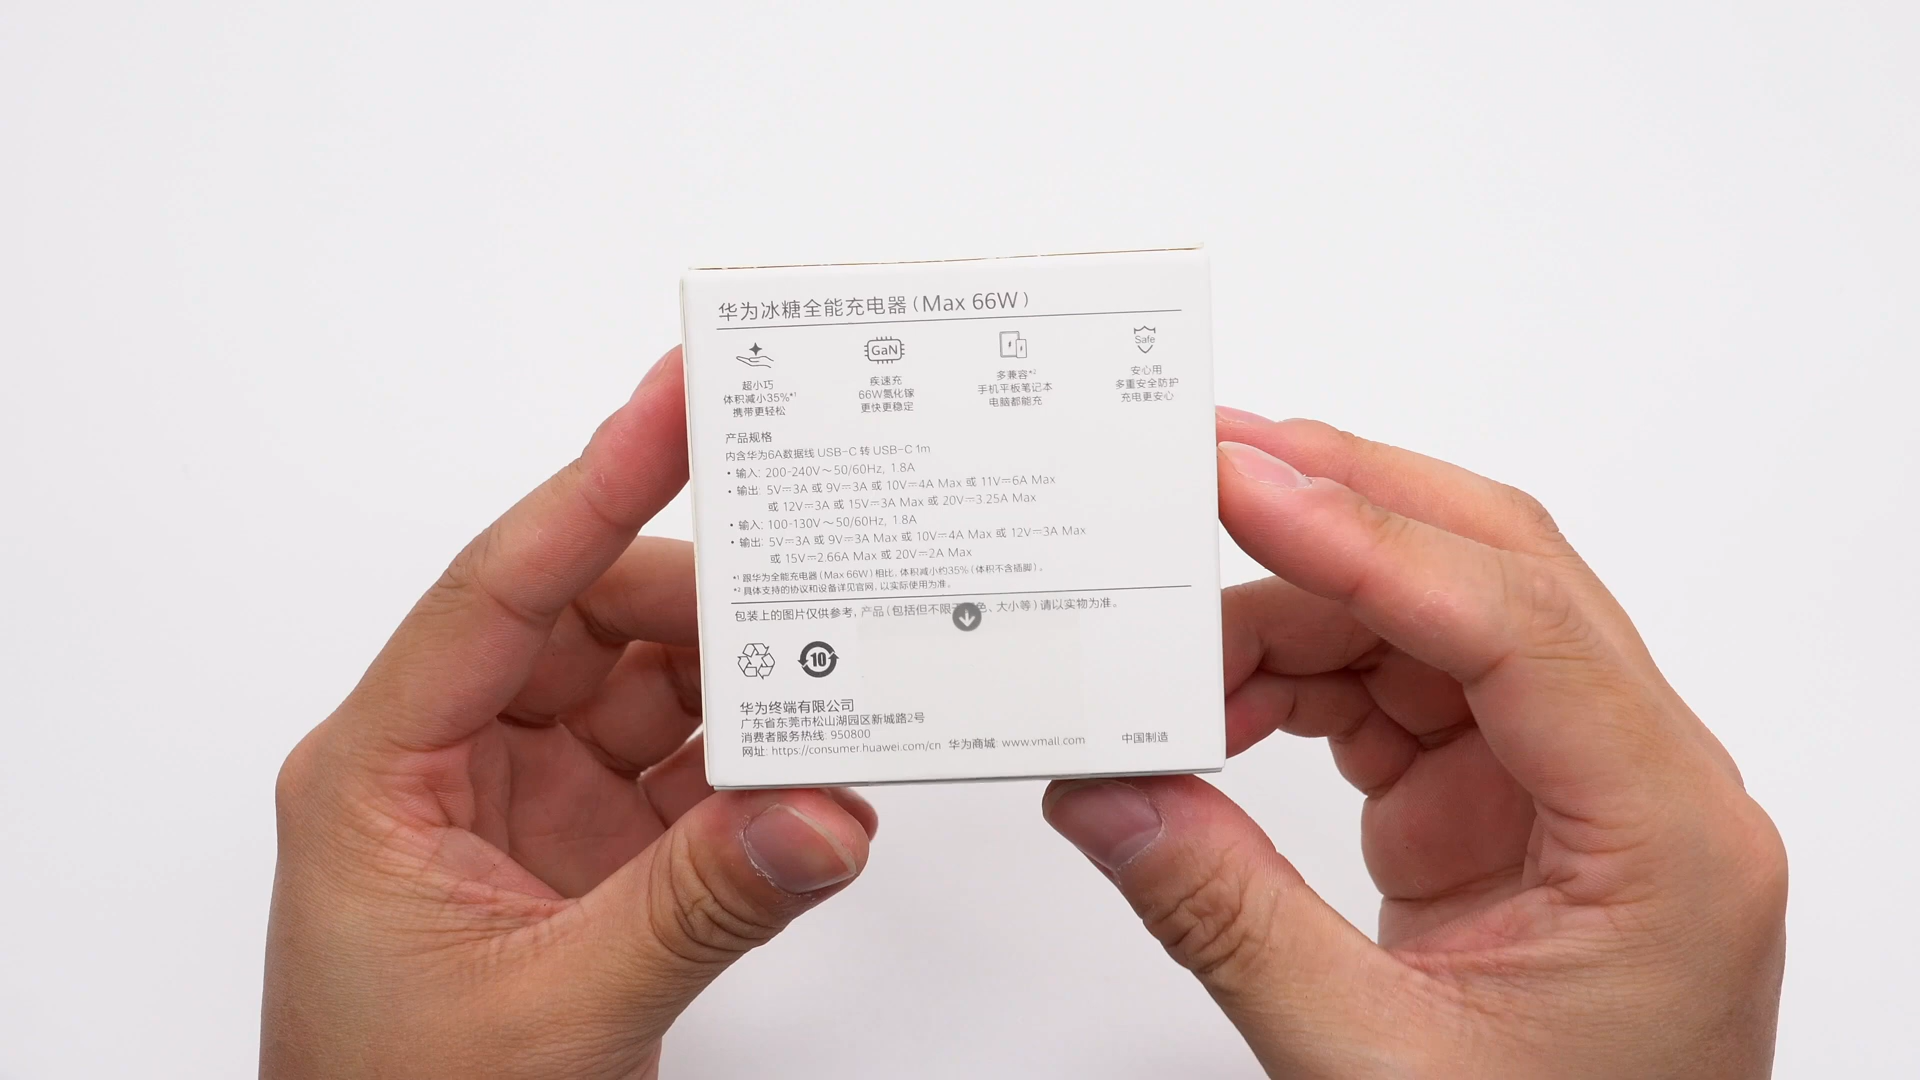 华为冰糖全能充电器（Max 66W）
超小巧
体积减小35%*1
携带更轻松
GaN
疾速充
66W氮化镓
更快更稳定
多兼容*2
手机平板笔记本
电脑都能充
Safe
安心用
多重安全防护
充电更安心
产品规格
内含华为6A数据线 USB-C 转 USB-C 1m
• 输入: 200-240V～50/60Hz, 1.8A
• 输出: 5V⎓3A 或 9V⎓3A 或 10V⎓4A Max 或 11V⎓6A Max
或 12V⎓3A 或 15V⎓3A Max 或 20V⎓3.25A Max
• 输入: 100-130V～50/60Hz, 1.8A
• 输出: 5V⎓3A 或 9V⎓3A Max 或 10V⎓4A Max 或 12V⎓3A Max
或 15V⎓2.66A Max 或 20V⎓2A Max
*1 跟华为全能充电器（Max 66W）相比, 体积减小约35%（体积不含插脚）。
*2 具体支持的协议和设备详见官网, 以实际使用为准。
包装上的图片仅供参考, 产品（包括但不限 色、大小等）请以实物为准。
10
华为终端有限公司
广东省东莞市松山湖园区新城路2号
消费者服务热线: 950800
网址: https://consumer.huawei.com/cn 华为商城: www.vmall.com
中国制造